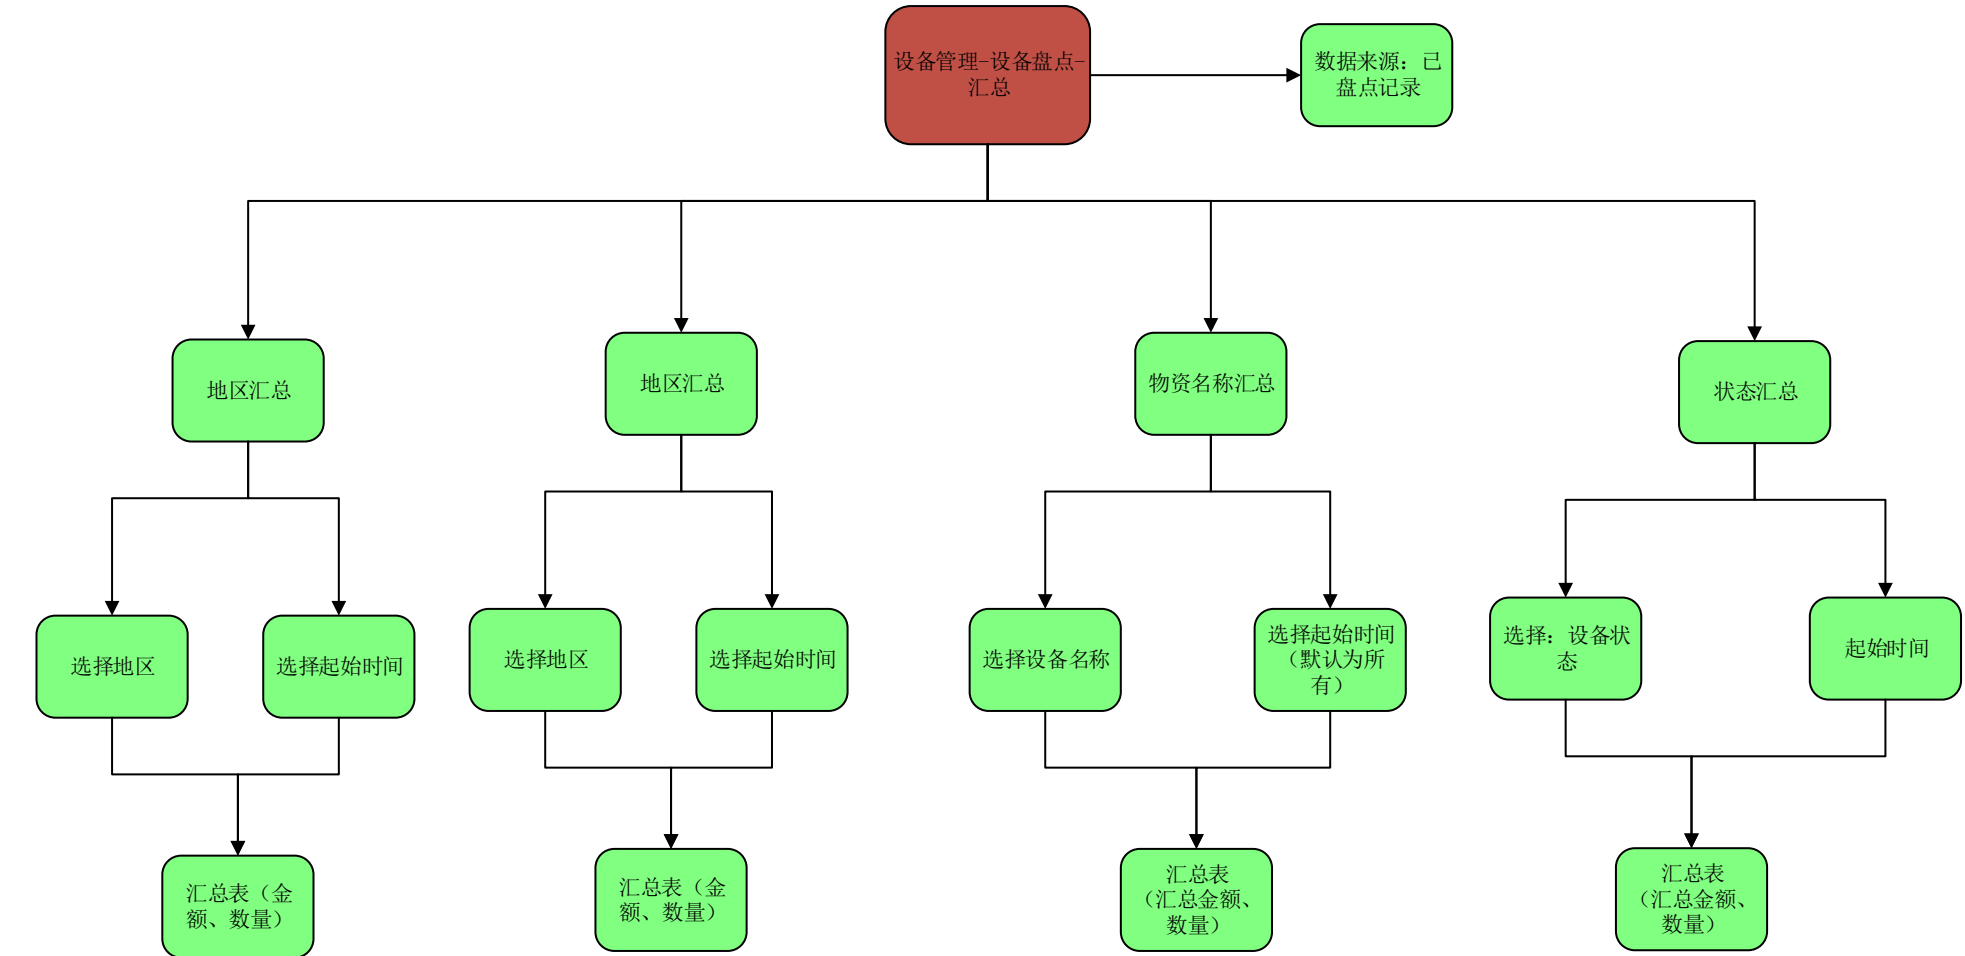 设备管理-设备盘点-
汇总
数据来源：已
盘点记录
地区汇总
地区汇总
物资名称汇总
状态汇总
选择地区
选择起始时间
选择地区
选择起始时间
选择设备名称
选择起始时间
（默认为所
有）
选择：设备状
态
起始时间
汇总表（金
额、数量）
汇总表（金
额、数量）
汇总表
（汇总金额、
数量）
汇总表
（汇总金额、
数量）